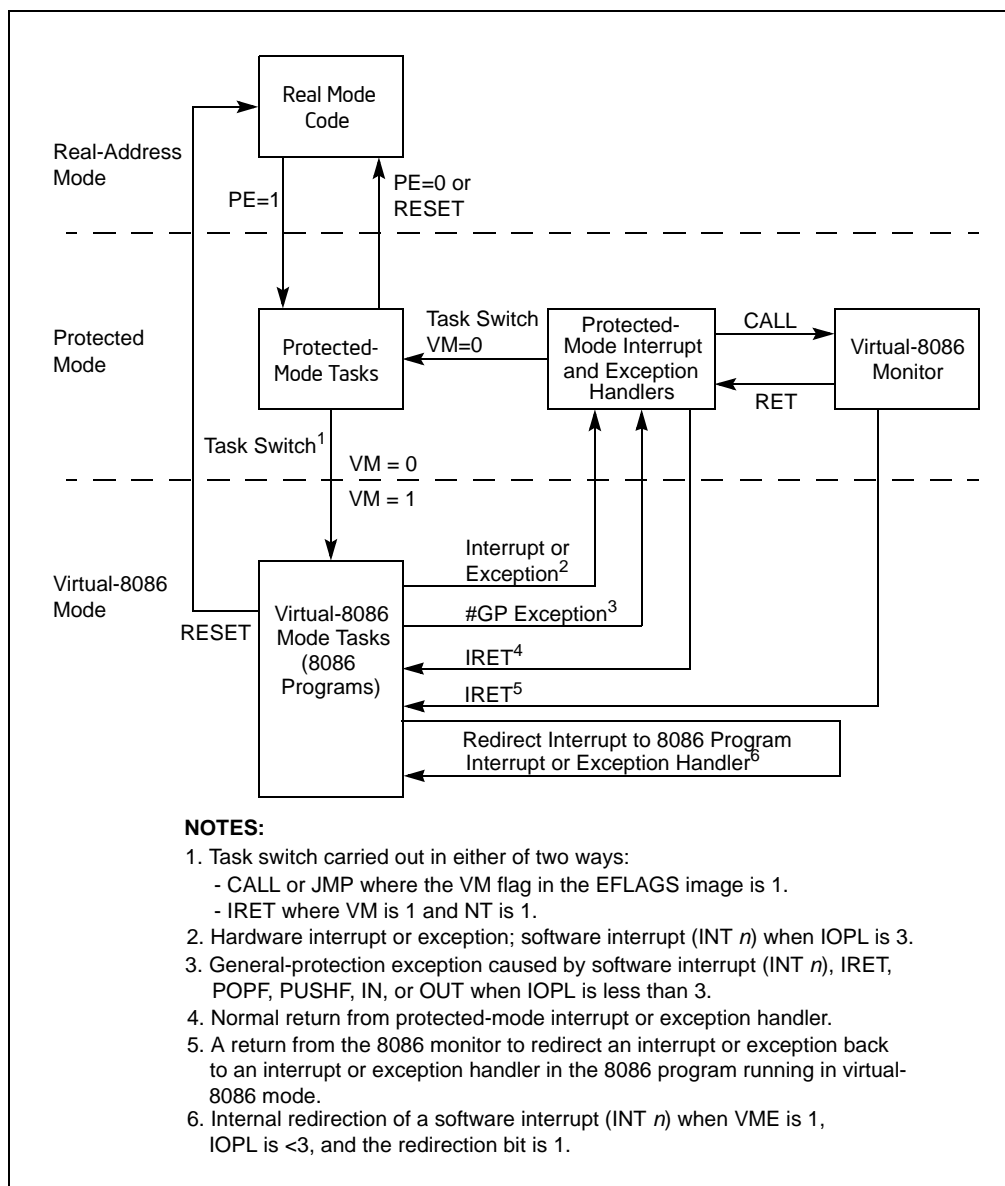 Real Mode
Code
Real-Address
Mode
PE=1
PE=0 or
RESET
Protected
Mode
Protected-
Mode Tasks
Task Switch
VM=0
Protected-
Mode Interrupt
and Exception
Handlers
CALL
RET
Virtual-8086
Monitor
Task Switch1
VM = 0
VM = 1
Virtual-8086
Mode
RESET
Virtual-8086
Mode Tasks
(8086
Programs)
Interrupt or
Exception2
#GP Exception3
IRET4
IRET5
Redirect Interrupt to 8086 Program
Interrupt or Exception Handler6
NOTES:
1. Task switch carried out in either of two ways:
- CALL or JMP where the VM flag in the EFLAGS image is 1.
- IRET where VM is 1 and NT is 1.
2. Hardware interrupt or exception; software interrupt (INT n) when IOPL is 3.
3. General-protection exception caused by software interrupt (INT n), IRET,
POPF, PUSHF, IN, or OUT when IOPL is less than 3.
4. Normal return from protected-mode interrupt or exception handler.
5. A return from the 8086 monitor to redirect an interrupt or exception back
to an interrupt or exception handler in the 8086 program running in virtual-
8086 mode.
6. Internal redirection of a software interrupt (INT n) when VME is 1,
IOPL is <3, and the redirection bit is 1.